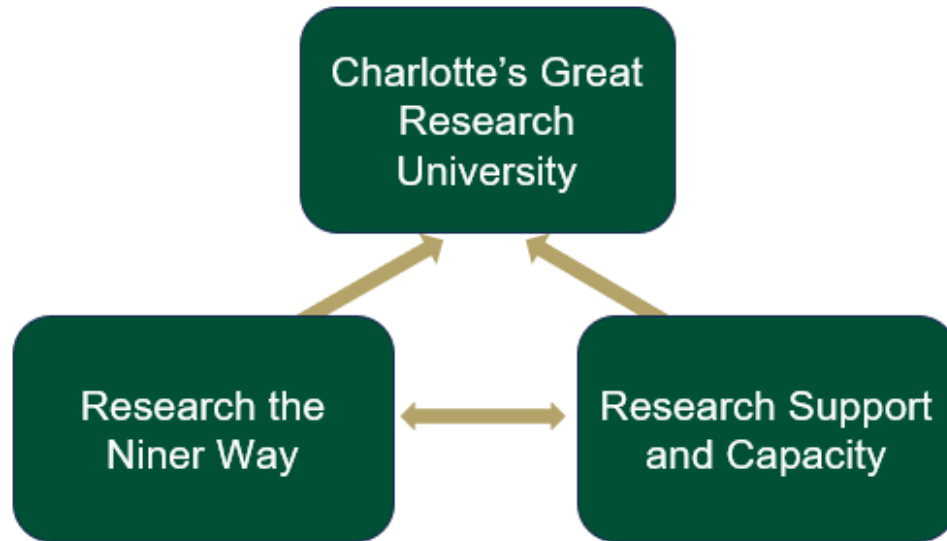 Charlotte’s Great
Research
University
Research the
Niner Way
Research Support
and Capacity